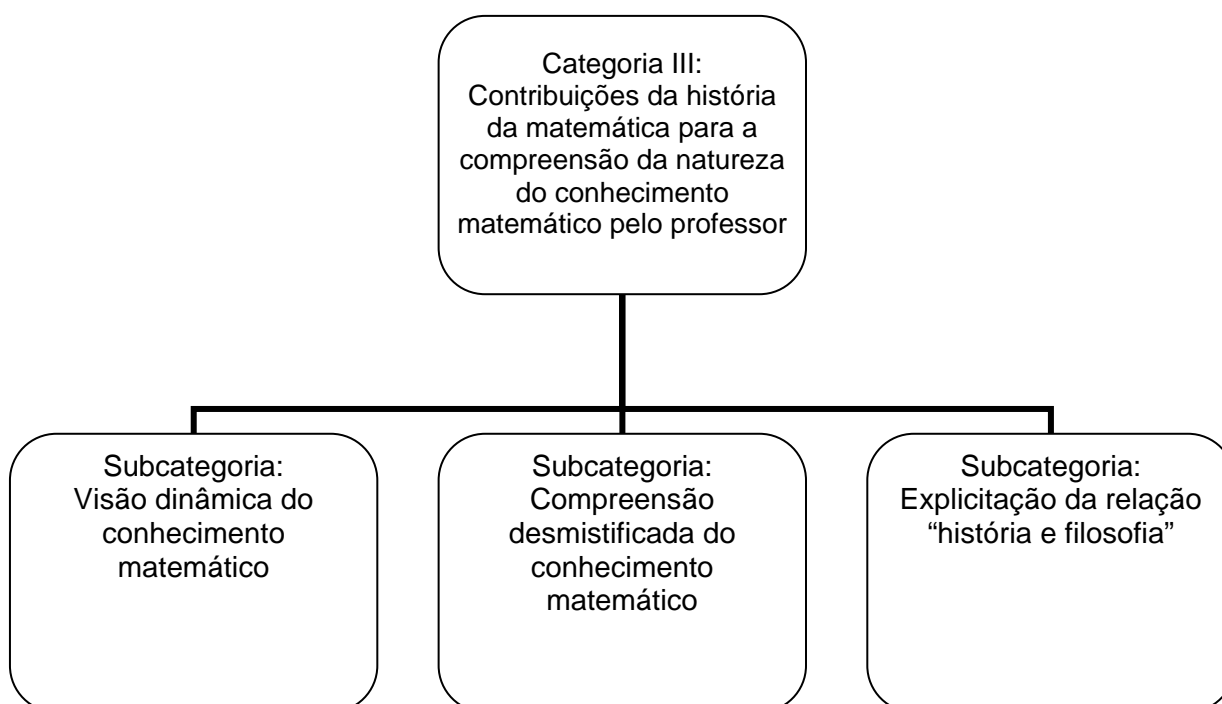 Categoria III:
Contribuições da história
da matemática para a
compreensão da natureza
do conhecimento
matemático pelo professor
Subcategoria:
Visão dinâmica do
conhecimento
matemático
Subcategoria:
Compreensão
desmistificada do
conhecimento
matemático
Subcategoria:
Explicitação da relação
“história e filosofia”